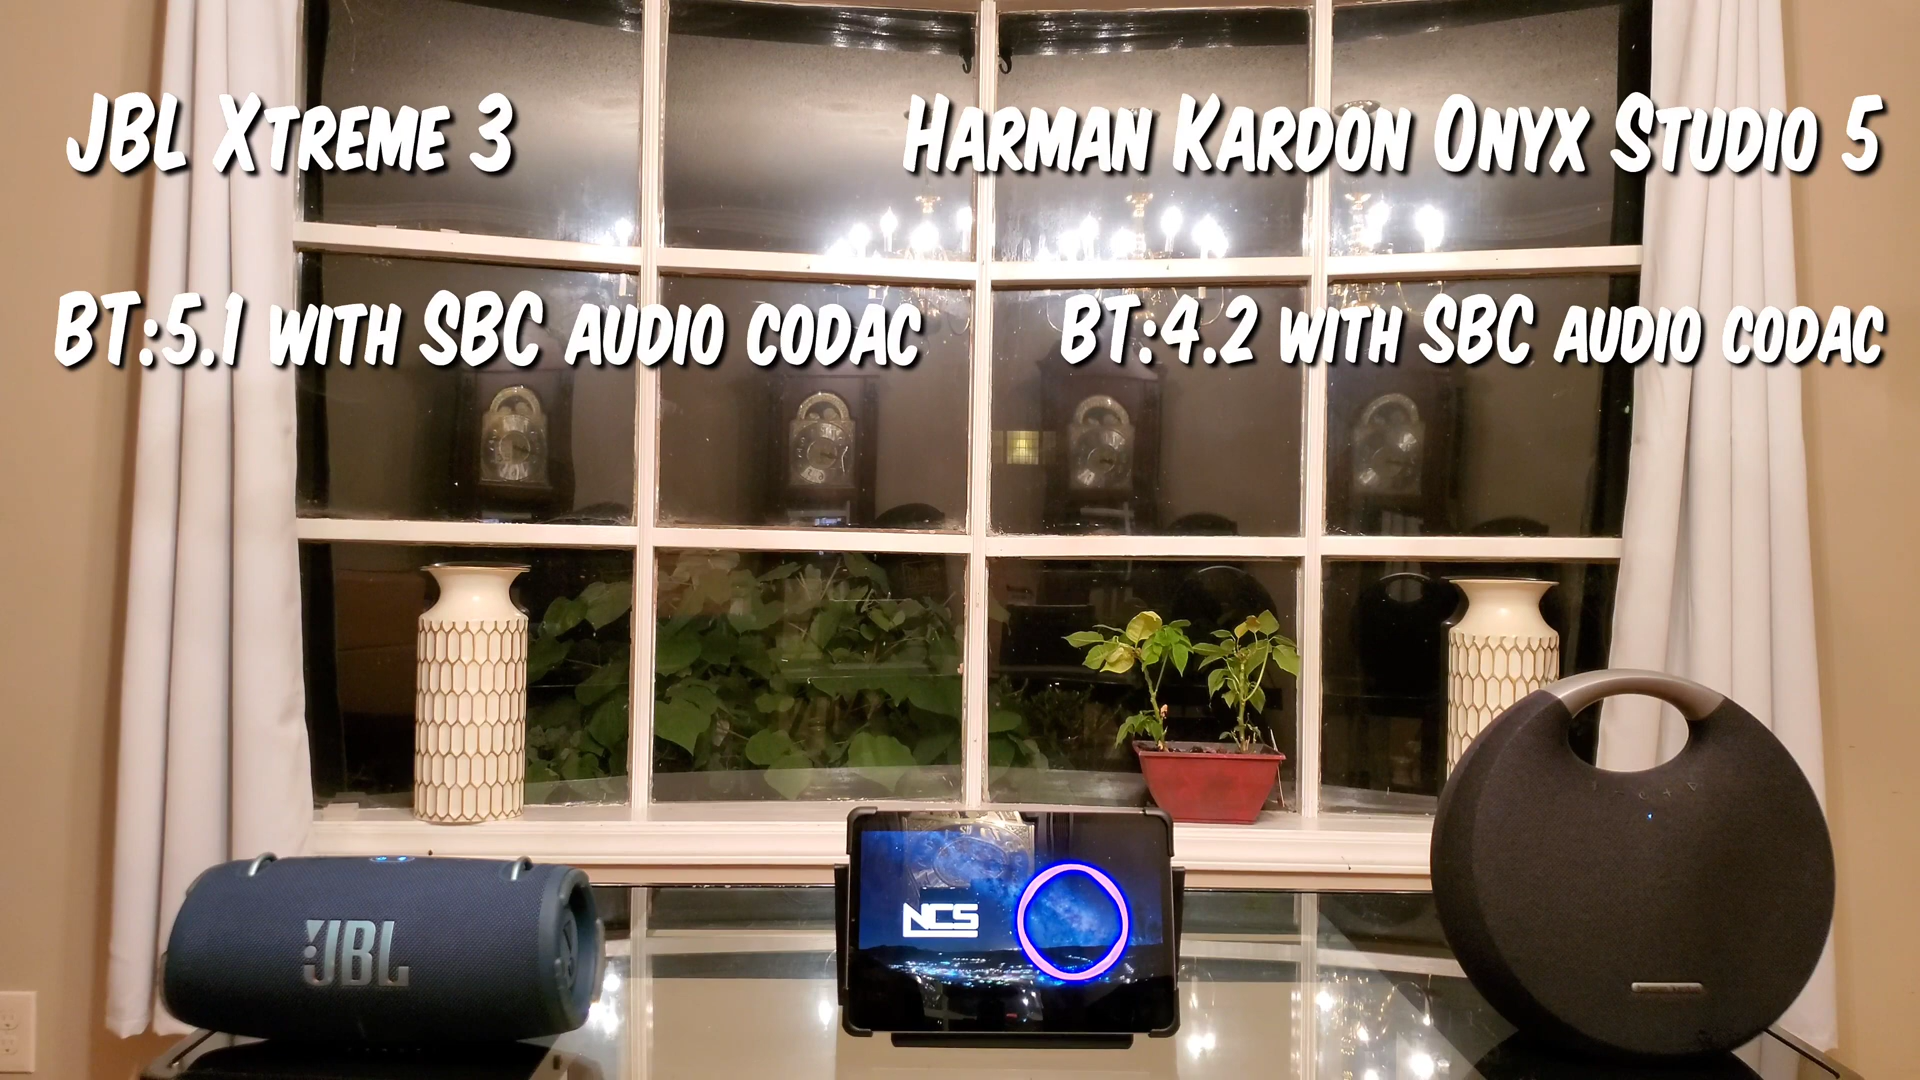 JBL Xtreme 3
Harman Kardon Onyx Studio 5
BT:5.1 with SBC audio codac
BT:4.2 with SBC audio codac
NCS
JBL